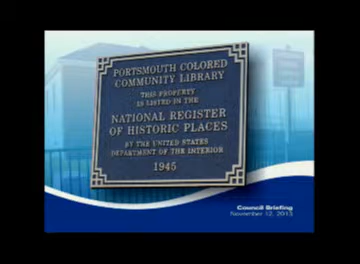 PORTSMOUTH COLORED
COMMUNITY LIBRARY
THIS PROPERTY
IS LISTED IN THE
NATIONAL REGISTER
OF HISTORIC PLACES
BY THE UNITED STATES
DEPARTMENT OF THE INTERIOR
1945
Council Briefing
November 12, 2013